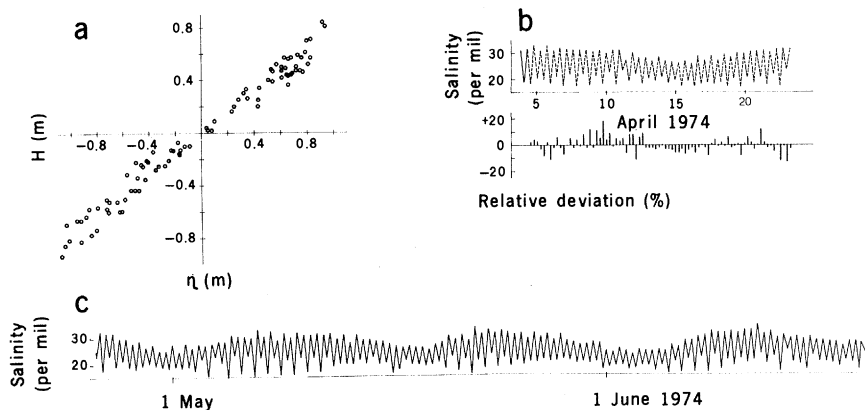 a
0.8
0.4
−0.8
−0.4
0
0.4
0.8
−0.4
−0.8
H (m)
η (m)
b
Salinity
(per mil)
30
20
5
10
15
20
April 1974
+20
0
−20
Relative deviation (%)
c
Salinity
(per mil)
30
20
1 May
1 June 1974